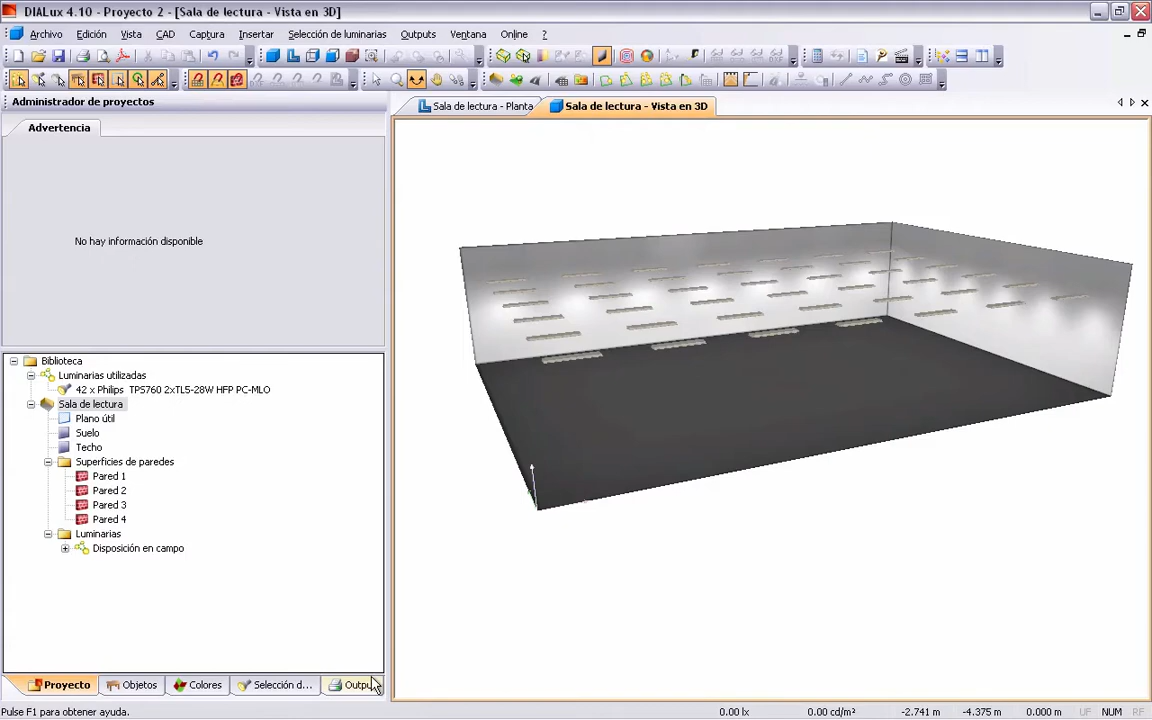 DIALux 4.10 - Proyecto 2 - [Sala de lectura - Vista en 3D]
Archivo Edición Vista CAD Captura Insertar Selección de luminarias Outputs Ventana Online ?
Administrador de proyectos
Sala de lectura - Planta
Sala de lectura - Vista en 3D
Advertencia
No hay información disponible
Biblioteca
Luminarias utilizadas
42 x Philips TPS760 2xTL5-28W HFP PC-MLO
Sala de lectura
Plano útil
Suelo
Techo
Superficies de paredes
Pared 1
Pared 2
Pared 3
Pared 4
Luminarias
Disposición en campo
Proyecto Objetos Colores Selección d... Outpu
Pulse F1 para obtener ayuda. 0.00 lx 0.00 cd/m² -2.741 m -4.375 m 0.000 m UF NUM RF